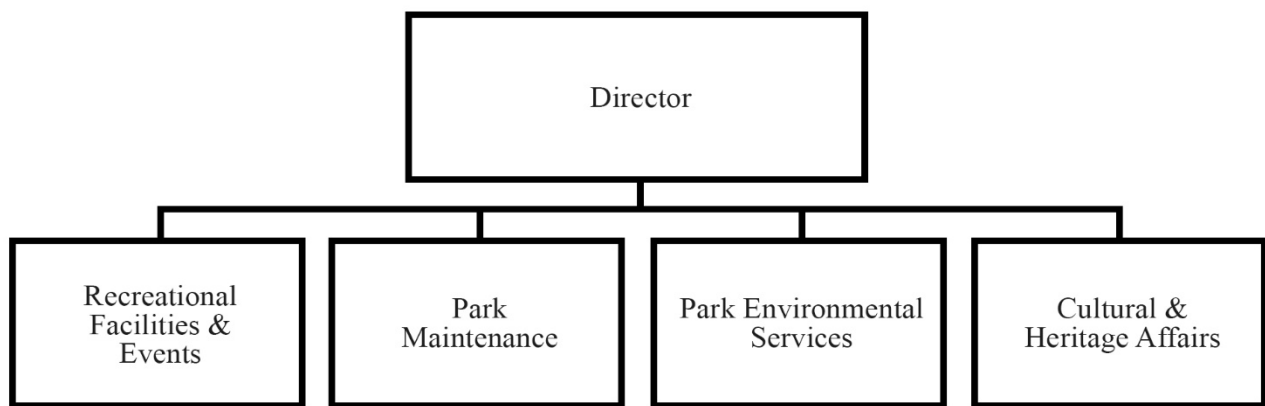 Director
Recreational
Facilities &
Events
Park
Maintenance
Park Environmental
Services
Cultural &
Heritage Affairs